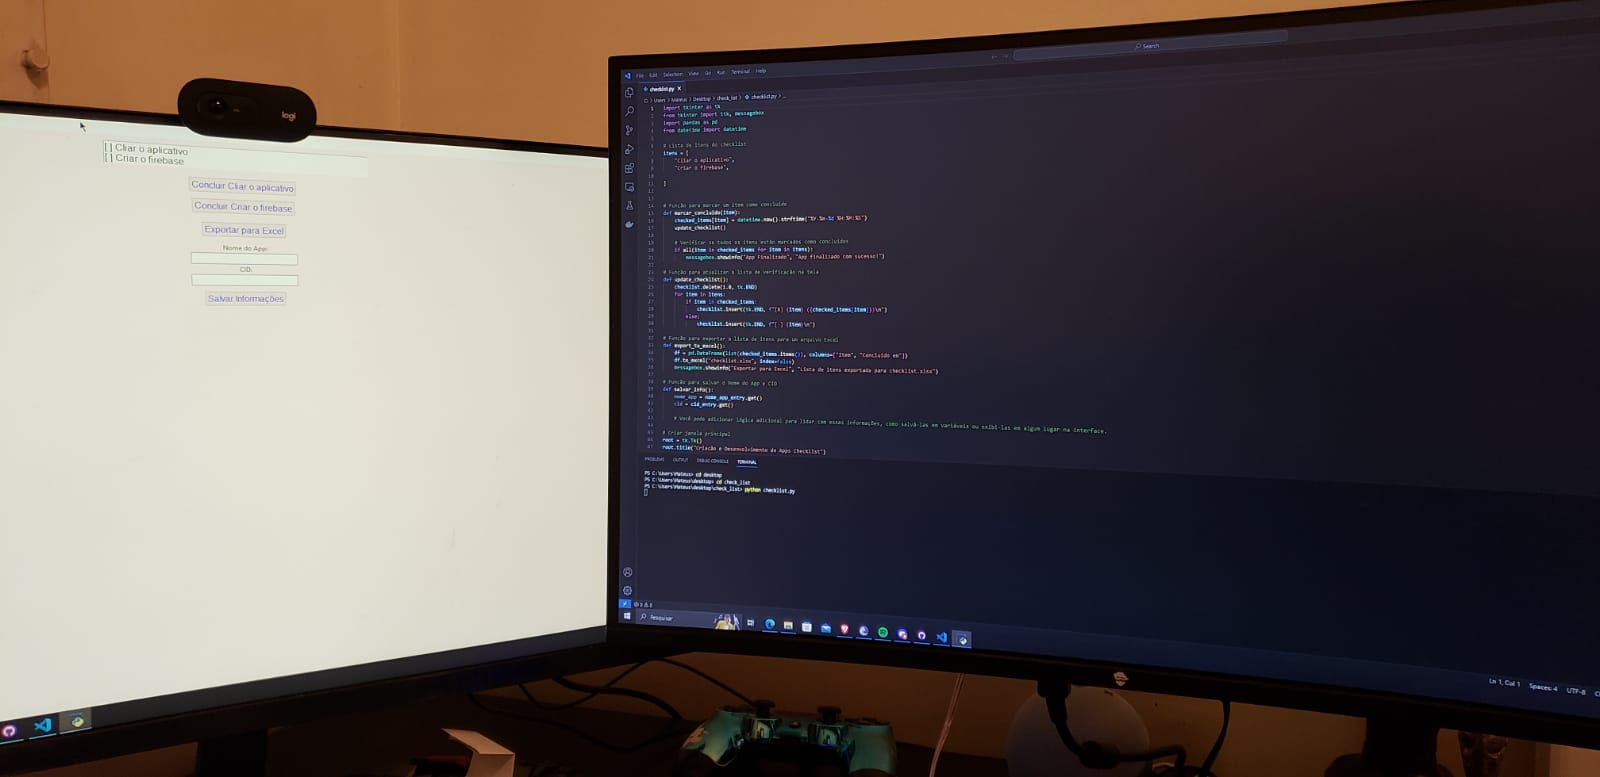 logi
[ ] Cliar o aplicativo
[ ] Criar o firebase
Concluir Cliar o aplicativo
Concluir Criar o firebase
Exportar para Excel
Nome do App:
CID:
Salvar Informações
Search
File Edit Selection View Go Run Terminal Help
checklist.py
C: > Users > Mateus > Desktop > check_list > checklist.py > ...
import tkinter as tk
from tkinter import ttk, messagebox
import pandas as pd
from datetime import datetime
# Lista de itens do checklist
itens = [
"Cliar o aplicativo",
"Criar o firebase",
]
# Função para marcar um item como concluído
def marcar_concluido(item):
checked_items[item] = datetime.now().strftime("%Y-%m-%d %H:%M:%S")
update_checklist()
# Verificar se todos os itens estão marcados como concluídos
if all(item in checked_items for item in itens):
messagebox.showinfo("App Finalizado", "App finalizado com sucesso!")
# Função para atualizar a lista de verificação na tela
def update_checklist():
checklist.delete(1.0, tk.END)
for item in itens:
if item in checked_items:
checklist.insert(tk.END, f"[X] {item} ({checked_items[item]})\n")
else:
checklist.insert(tk.END, f"[ ] {item}\n")
# Função para exportar a lista de itens para um arquivo Excel
def export_to_excel():
df = pd.DataFrame(list(checked_items.items()), columns=["Item", "Concluído em"])
df.to_excel("checklist.xlsx", index=False)
messagebox.showinfo("Exportar para Excel", "Lista de itens exportada para checklist.xlsx")
# Função para salvar o Nome do App e CID
def salvar_info():
nome_app = nome_app_entry.get()
cid = cid_entry.get()
# Você pode adicionar lógica adicional para lidar com essas informações, como salvá-las em variáveis ou exibi-las em algum lugar na interface.
# Criar janela principal
root = tk.Tk()
root.title("Criação e Desenvolvimento de Apps Checklist")
PROBLEMS OUTPUT DEBUG CONSOLE TERMINAL
PS C:\Users\Mateus> cd desktop
PS C:\Users\Mateus\desktop> cd check_list
PS C:\Users\Mateus\desktop\check_list> python checklist.py
Pesquisar
Ln 1, Col 1 Spaces: 4 UTF-8